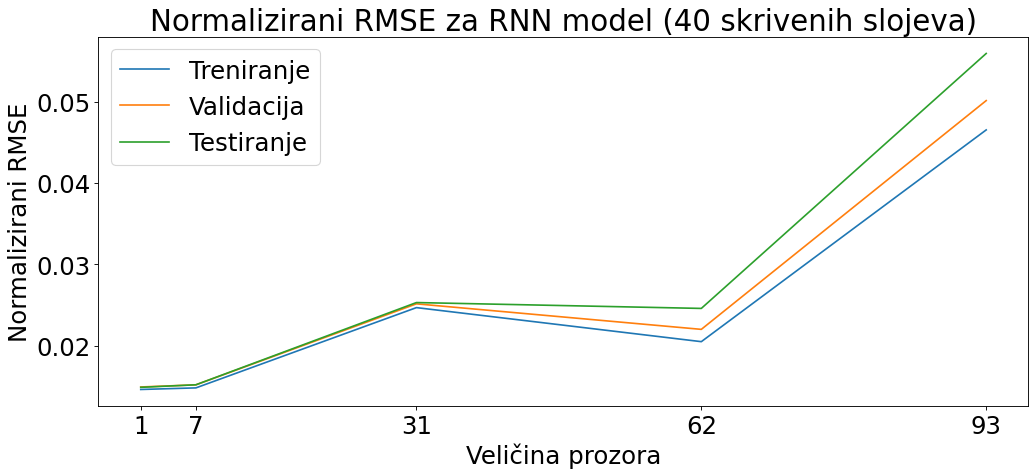 Normalizirani RMSE za RNN model (40 skrivenih slojeva)
Treniranje
Validacija
Testiranje
Normalizirani RMSE
0.05
0.04
0.03
0.02
1 7 31 62 93
Veličina prozora